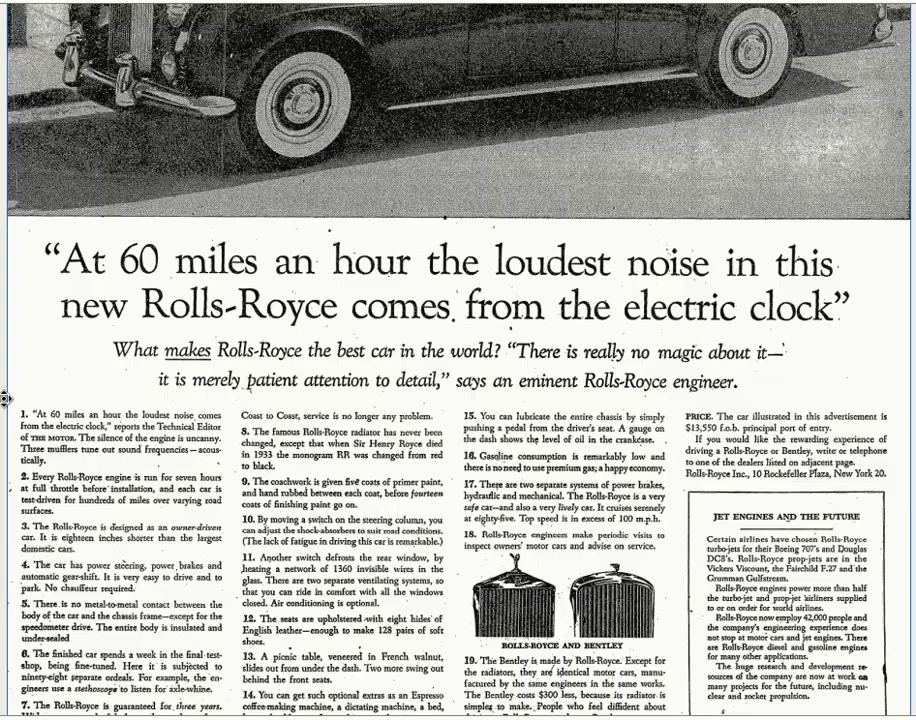 “At 60 miles an hour the loudest noise in this
new Rolls-Royce comes from the electric clock”
What makes Rolls-Royce the best car in the world? “There is really no magic about it—
it is merely patient attention to detail,” says an eminent Rolls-Royce engineer.
1. “At 60 miles an hour the loudest noise comes
from the electric clock,” reports the Technical Editor
of THE MOTOR. The silence of the engine is uncanny.
Three mufflers tune out sound frequencies—acous-
tically.
2. Every Rolls-Royce engine is run for seven hours
at full throttle before installation, and each car is
test-driven for hundreds of miles over varying road
surfaces.
3. The Rolls-Royce is designed as an owner-driven
car. It is eighteen inches shorter than the largest
domestic cars.
4. The car has power steering, power brakes and
automatic gear-shift. It is very easy to drive and to
park. No chauffeur required.
5. There is no metal-to-metal contact between the
body of the car and the chassis frame—except for the
speedometer drive. The entire body is insulated and
under-sealed
6. The finished car spends a week in the final test-
shop, being fine-tuned. Here it is subjected to
ninety-eight separate ordeals. For example, the en-
gineers use a stethoscope to listen for axle-whine.
7. The Rolls-Royce is guaranteed for three years.
Coast to Coast, service is no longer any problem.
8. The famous Rolls-Royce radiator has never been
changed, except that when Sir Henry Royce died
in 1933 the monogram RR was changed from red
to black.
9. The coachwork is given five coats of primer paint,
and hand rubbed between each coat, before fourteen
coats of finishing paint go on.
10. By moving a switch on the steering column, you
can adjust the shock-absorbers to suit road conditions.
(The lack of fatigue in driving this car is remarkable.)
11. Another switch defrosts the rear window, by
heating a network of 1360 invisible wires in the
glass. There are two separate ventilating systems, so
that you can ride in comfort with all the windows
closed. Air conditioning is optional.
12. The seats are upholstered with eight hides of
English leather—enough to make 128 pairs of soft
shoes.
13. A picnic table, veneered in French walnut,
slides out from under the dash. Two more swing out
behind the front seats.
14. You can get such optional extras as an Espresso
coffee-making machine, a dictating machine, a bed,
15. You can lubricate the entire chassis by simply
pushing a pedal from the driver’s seat. A gauge on
the dash shows the level of oil in the crankcase.
16. Gasoline consumption is remarkably low and
there is no need to use premium gas; a happy economy.
17. There are two separate systems of power brakes,
hydraulic and mechanical. The Rolls-Royce is a very
safe car—and also a very lively car. It cruises serenely
at eighty-five. Top speed is in excess of 100 m.p.h.
18. Rolls-Royce engineers make periodic visits to
inspect owners’ motor cars and advise on service.
ROLLS-ROYCE AND BENTLEY
19. The Bentley is made by Rolls-Royce. Except for
the radiators, they are identical motor cars, manu-
factured by the same engineers in the same works.
The Bentley costs $300 less, because its radiator is
simpler to make. People who feel diffident about
PRICE. The car illustrated in this advertisement is
$13,550 f.o.b. principal port of entry.
If you would like the rewarding experience of
driving a Rolls-Royce or Bentley, write or telephone
to one of the dealers listed on adjacent page.
Rolls-Royce Inc., 10 Rockefeller Plaza, New York 20.
JET ENGINES AND THE FUTURE
Certain airlines have chosen Rolls-Royce
turbo-jets for their Boeing 707’s and Douglas
DC8’s. Rolls-Royce prop-jets are in the
Vickers Viscount, the Fairchild F.27 and the
Grumman Gulfstream.
Rolls-Royce engines power more than half
the turbo-jet and prop-jet airliners supplied
to or on order for world airlines.
Rolls-Royce now employ 42,000 people and
the company’s engineering experience does
not stop at motor cars and jet engines. There
are Rolls-Royce diesel and gasoline engines
for many other applications.
The huge research and development re-
sources of the company are now at work on
many projects for the future, including nu-
clear and rocket propulsion.